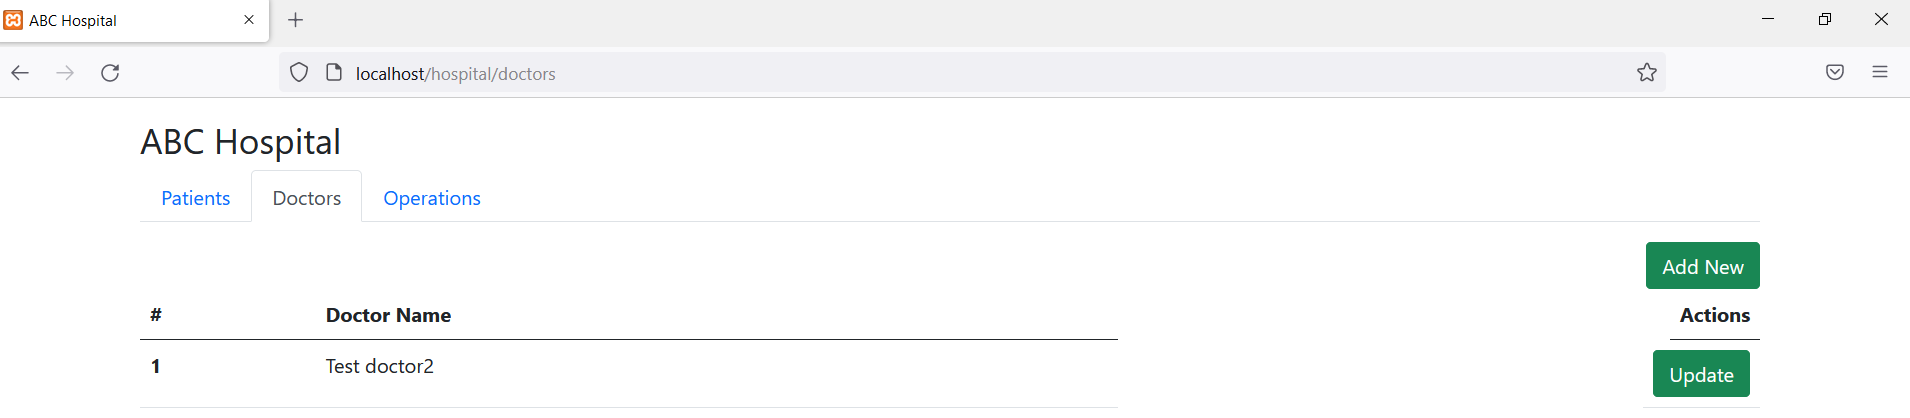 ABC Hospital
localhost/hospital/doctors
ABC Hospital
Patients Doctors Operations
Add New
# Doctor Name Actions
1 Test doctor2 Update